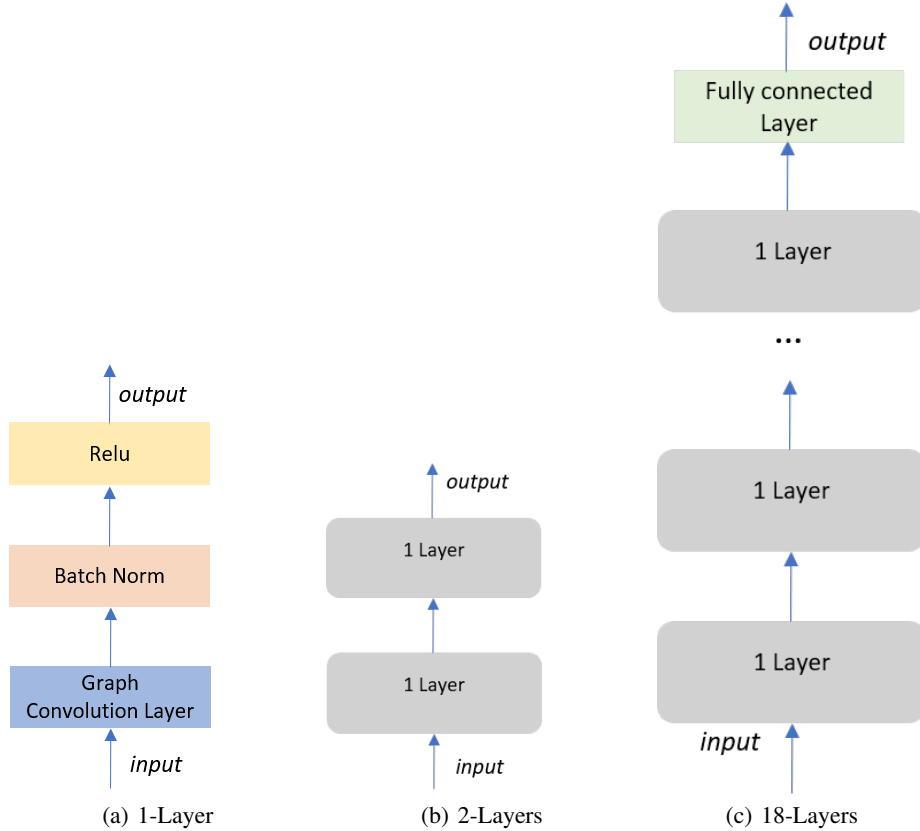 output
Relu
Batch Norm
Graph
Convolution Layer
input
(a) 1-Layer
output
1 Layer
1 Layer
input
(b) 2-Layers
output
Fully connected
Layer
1 Layer
...
1 Layer
1 Layer
input
(c) 18-Layers